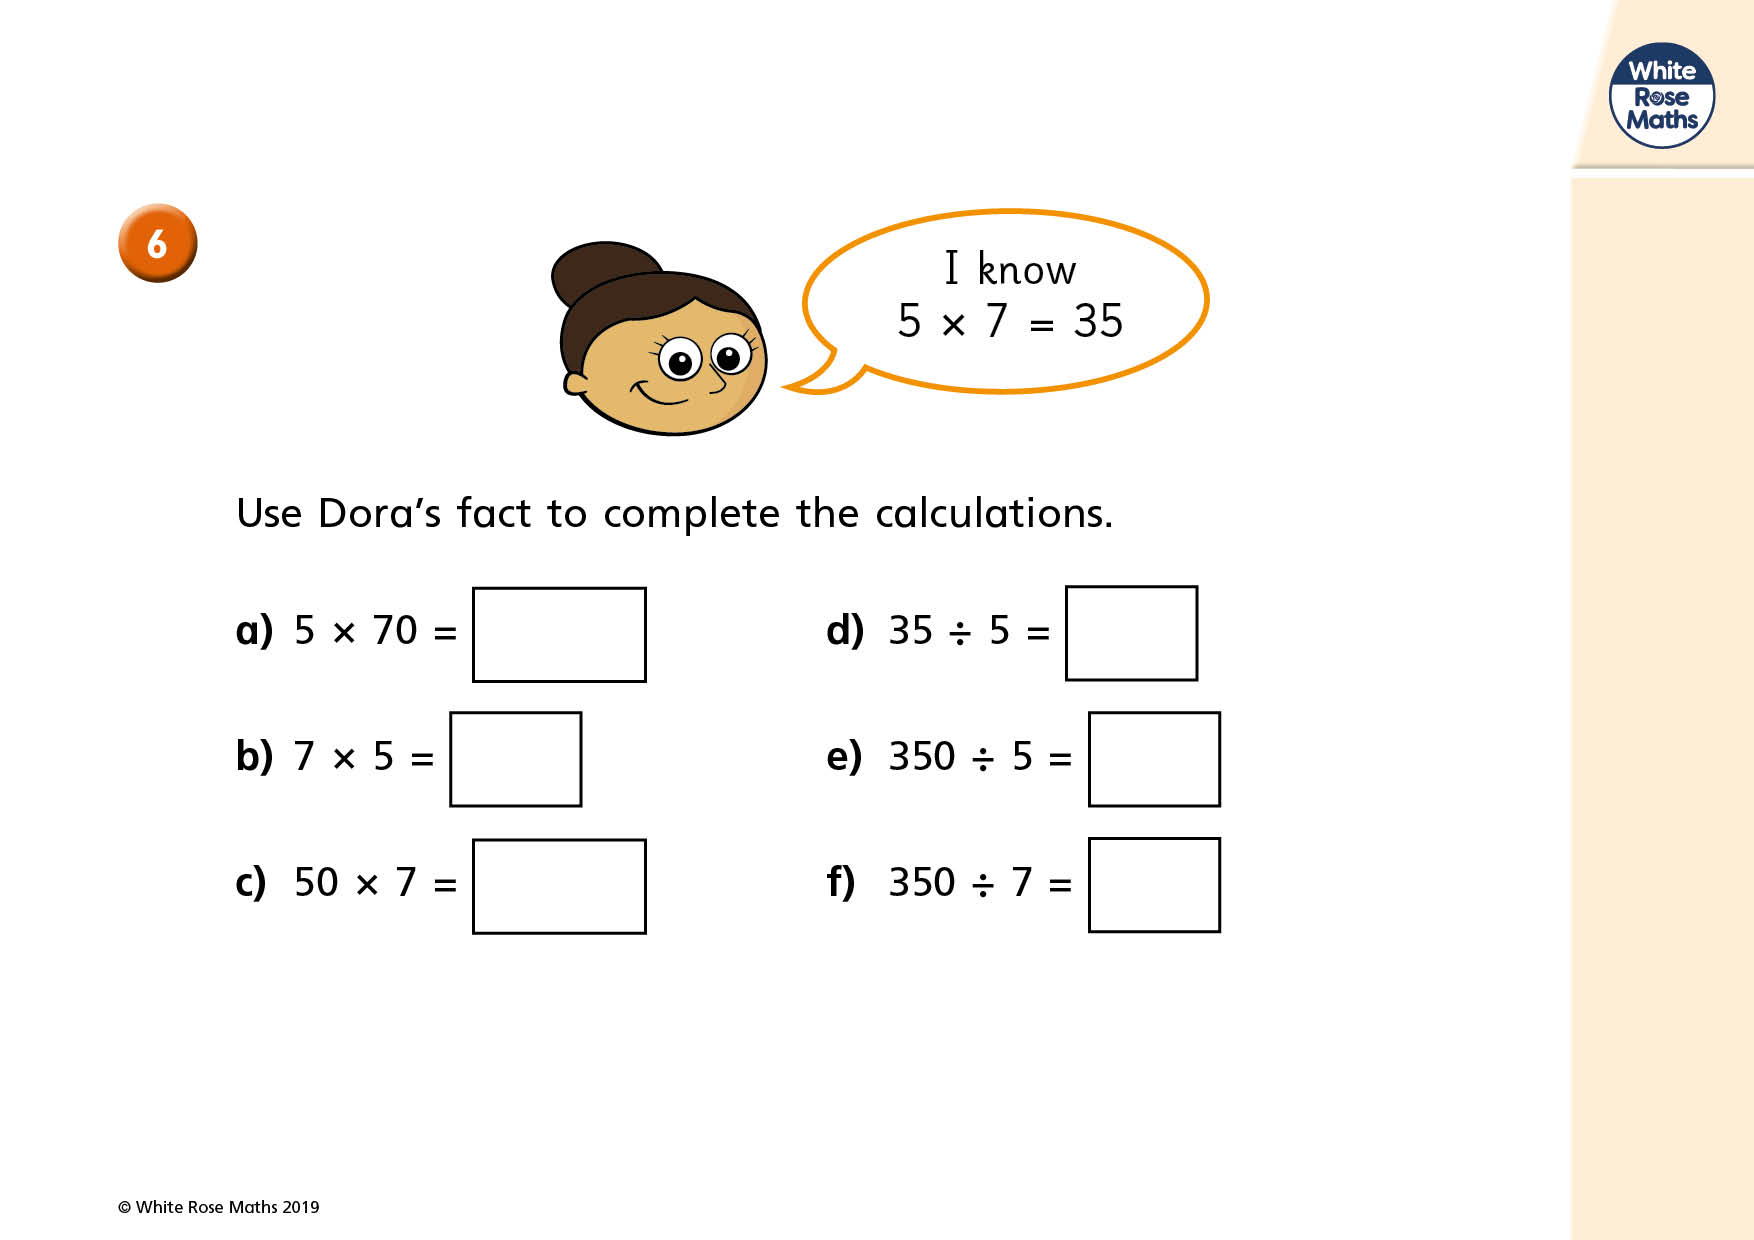 White
Rose
Maths
6
I know
5 × 7 = 35
Use Dora’s fact to complete the calculations.
a) 5 × 70 =
b) 7 × 5 =
c) 50 × 7 =
d) 35 ÷ 5 =
e) 350 ÷ 5 =
f) 350 ÷ 7 =
© White Rose Maths 2019